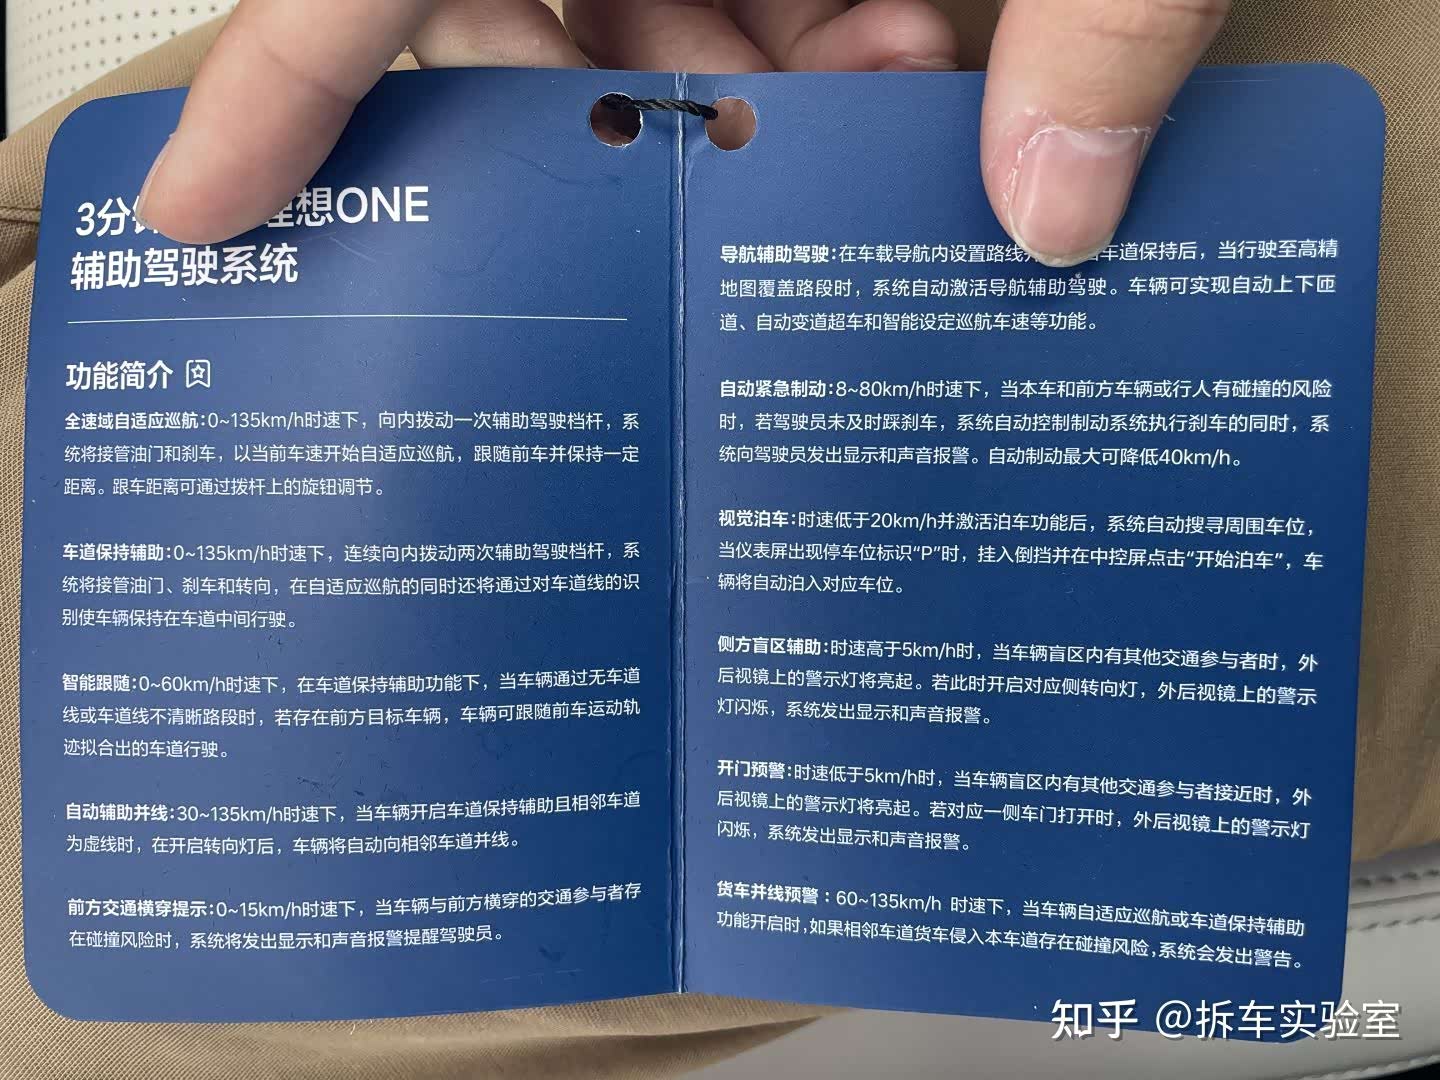 3分 想ONE
辅助驾驶系统
功能简介
全速域自适应巡航:0~135km/h时速下，向内拨动一次辅助驾驶档杆，系
统将接管油门和刹车，以当前车速开始自适应巡航，跟随前车并保持一定
距离。跟车距离可通过拨杆上的旋钮调节。
车道保持辅助:0~135km/h时速下，连续向内拨动两次辅助驾驶档杆，系
统将接管油门、刹车和转向，在自适应巡航的同时还将通过对车道线的识
别使车辆保持在车道中间行驶。
智能跟随:0~60km/h时速下，在车道保持辅助功能下，当车辆通过无车道
线或车道线不清晰路段时，若存在前方目标车辆，车辆可跟随前车运动轨
迹拟合出的车道行驶。
自动辅助并线:30~135km/h时速下，当车辆开启车道保持辅助且相邻车道
为虚线时，在开启转向灯后，车辆将自动向相邻车道并线。
前方交通横穿提示:0~15km/h时速下，当车辆与前方横穿的交通参与者存
在碰撞风险时，系统将发出显示和声音报警提醒驾驶员。
导航辅助驾驶:在车载导航内设置路线 车道保持后，当行驶至高精
地图覆盖路段时，系统自动激活导航辅助驾驶。车辆可实现自动上下匝
道、自动变道超车和智能设定巡航车速等功能。
自动紧急制动:8~80km/h时速下，当本车和前方车辆或行人有碰撞的风险
时，若驾驶员未及时踩刹车，系统自动控制制动系统执行刹车的同时，系
统向驾驶员发出显示和声音报警。自动制动最大可降低40km/h。
视觉泊车:时速低于20km/h并激活泊车功能后，系统自动搜寻周围车位，
当仪表屏出现停车位标识“P”时，挂入倒挡并在中控屏点击“开始泊车”，车
辆将自动泊入对应车位。
侧方盲区辅助:时速高于5km/h时，当车辆盲区内有其他交通参与者时，外
后视镜上的警示灯将亮起。若此时开启对应侧转向灯，外后视镜上的警示
灯闪烁，系统发出显示和声音报警。
开门预警:时速低于5km/h时，当车辆盲区内有其他交通参与者接近时，外
后视镜上的警示灯将亮起。若对应一侧车门打开时，外后视镜上的警示灯
闪烁，系统发出显示和声音报警。
货车并线预警：60~135km/h 时速下，当车辆自适应巡航或车道保持辅助
功能开启时,如果相邻车道货车侵入本车道存在碰撞风险,系统会发出警告。
知乎 @拆车实验室